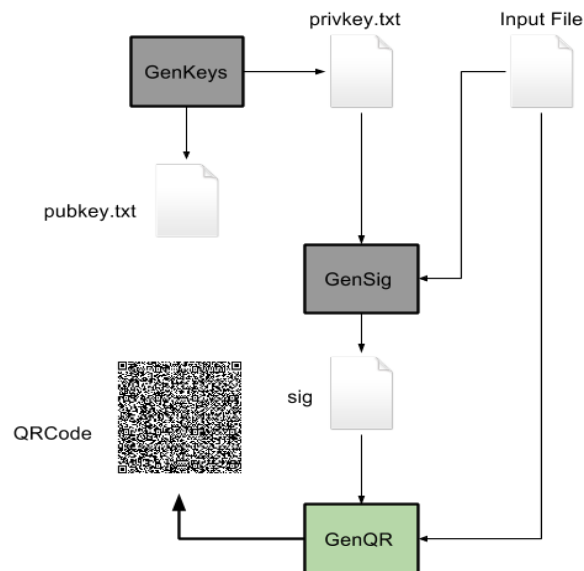 privkey.txt
Input File
GenKeys
pubkey.txt
GenSig
sig
QRCode
GenQR